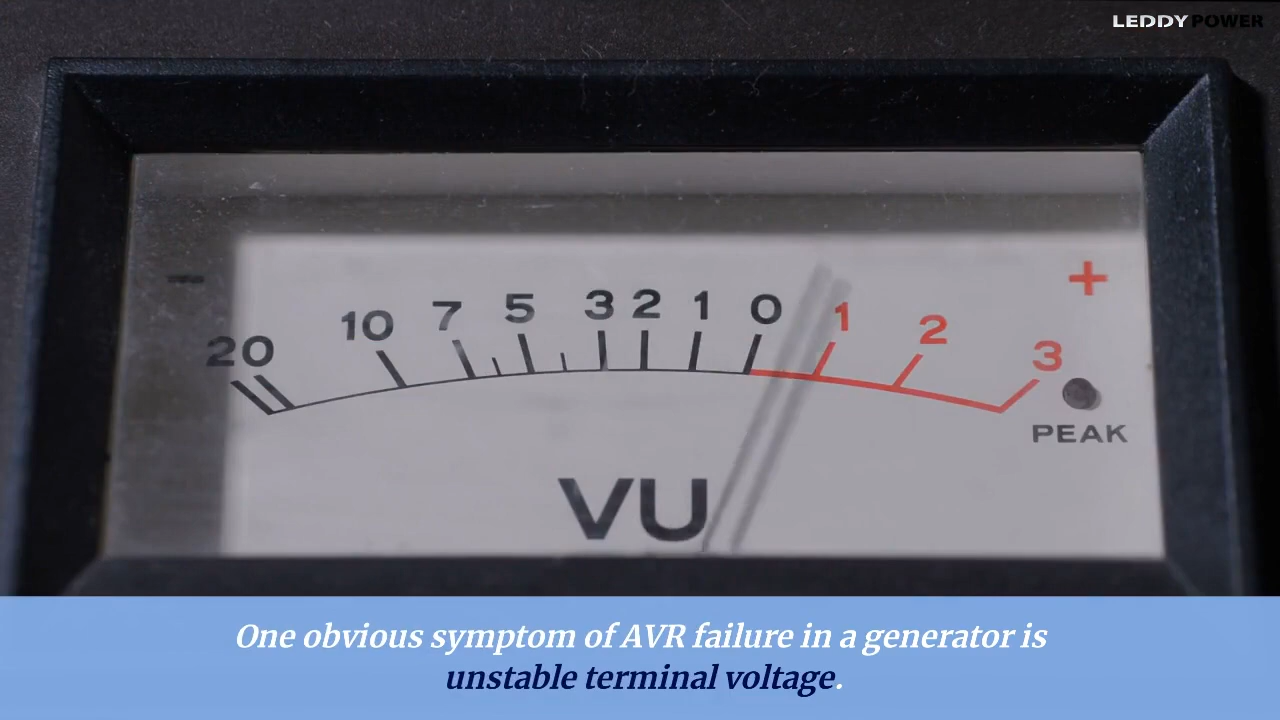 LEDDYPOWER
- +
20 10 7 5 3 2 1 0 1 2 3
PEAK
VU
One obvious symptom of AVR failure in a generator is
unstable terminal voltage.